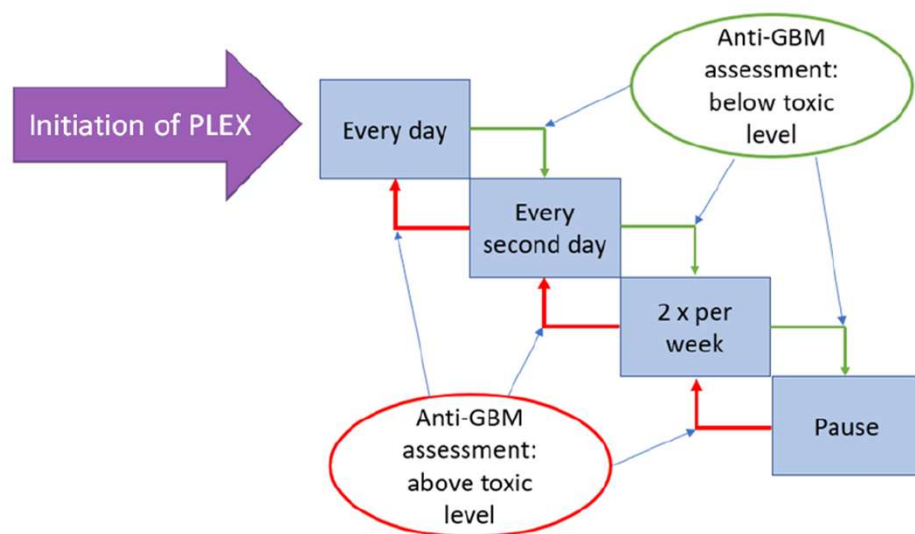 Initiation of PLEX
Every day
Anti-GBM
assessment:
below toxic
level
Every
second day
2 x per
week
Anti-GBM
assessment:
above toxic
level
Pause